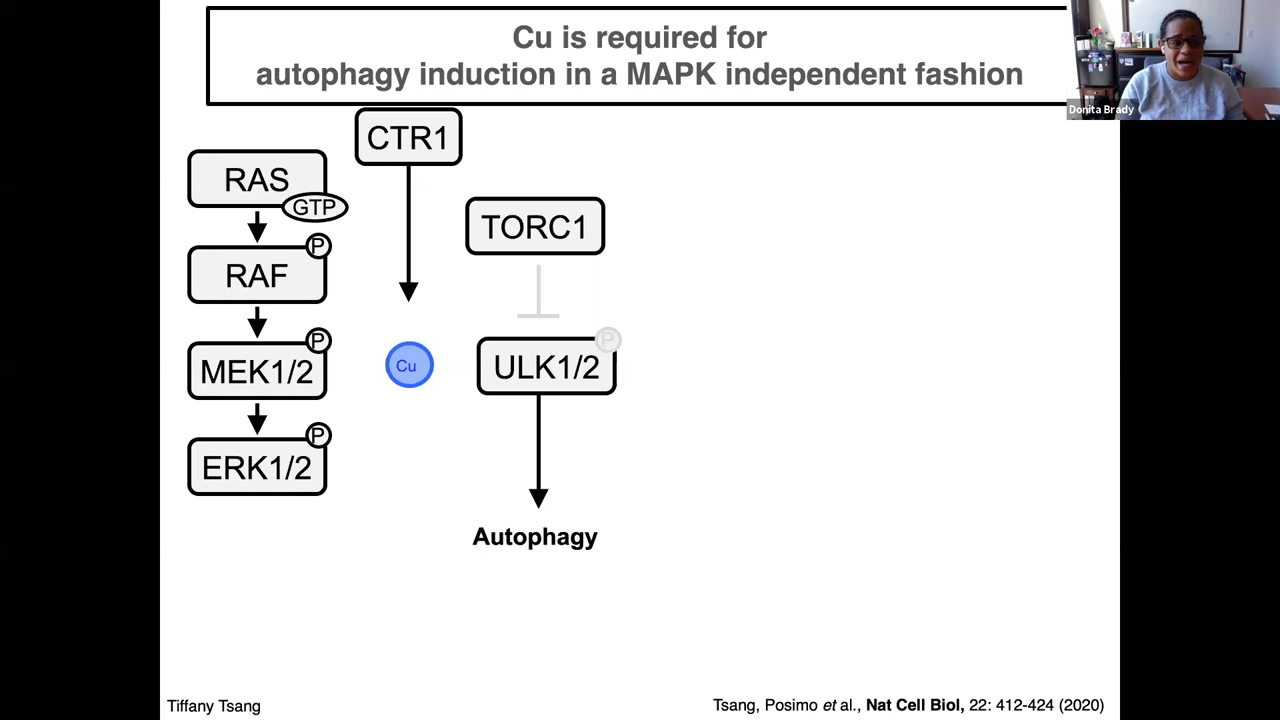 Cu is required for
autophagy induction in a MAPK independent fashion
Donita Brady
CTR1
RAS
GTP
TORC1
P
RAF
P
MEK1/2
Cu
P
ULK1/2
P
ERK1/2
Autophagy
Tiffany Tsang
Tsang, Posimo et al., Nat Cell Biol, 22: 412-424 (2020)